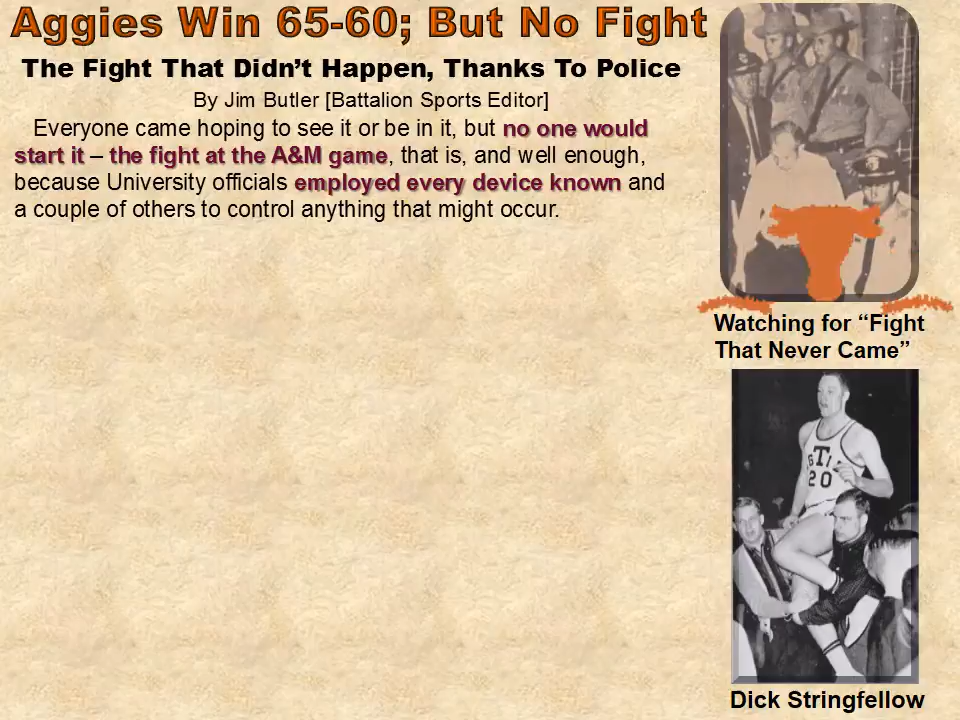 Aggies Win 65-60; But No Fight
The Fight That Didn’t Happen, Thanks To Police
By Jim Butler [Battalion Sports Editor]
Everyone came hoping to see it or be in it, but no one would
start it – the fight at the A&M game, that is, and well enough,
because University officials employed every device known and
a couple of others to control anything that might occur.
Watching for “Fight
That Never Came”
20
Dick Stringfellow